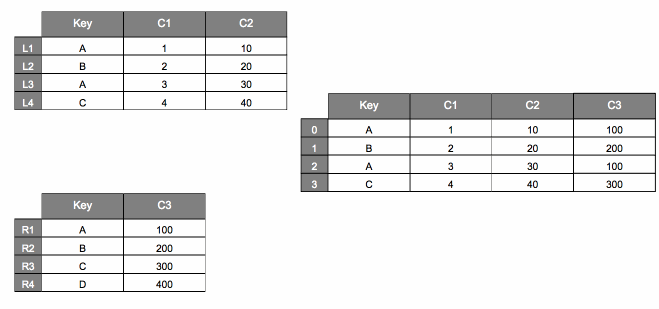 Key C1 C2
L1 A 1 10
L2 B 2 20
L3 A 3 30
L4 C 4 40
Key C1 C2 C3
0 A 1 10 100
1 B 2 20 200
2 A 3 30 100
3 C 4 40 300
Key C3
R1 A 100
R2 B 200
R3 C 300
R4 D 400